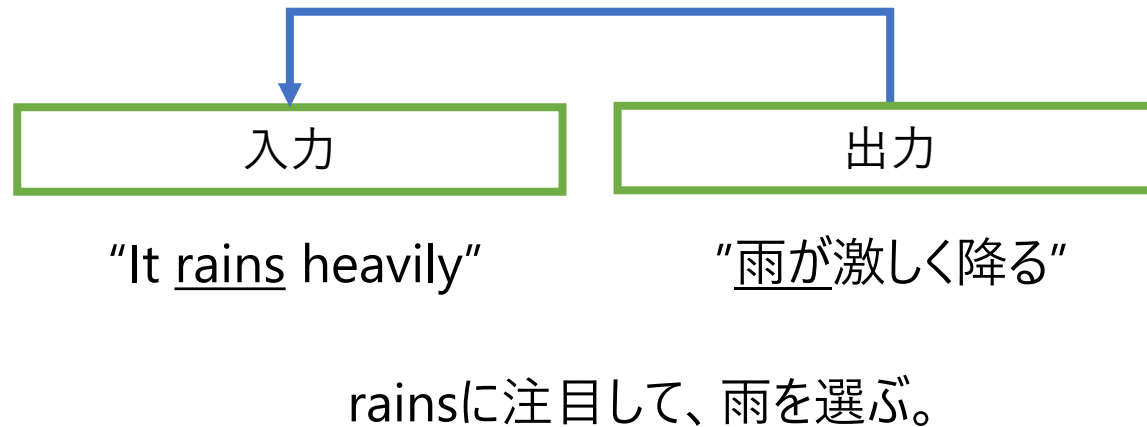 入力
出力
“It rains heavily”
”雨が激しく降る”
rainsに注目して、雨を選ぶ。